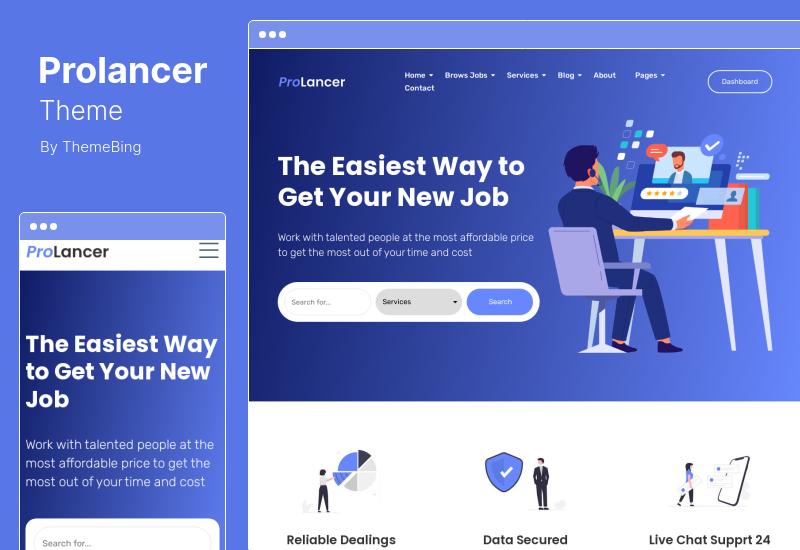 Prolancer
Theme
By ThemeBing
ProLancer
The Easiest Way
to Get Your New
Job
Work with talented people at the
most affordable price to get the
most out of your time and cost
Search for...
ProLancer
Home Brows Jobs Services Blog About Pages
Contact
Dashboard
The Easiest Way to
Get Your New Job
Work with talented people at the most affordable price
to get the most out of your time and cost
Search for... Services Search
Reliable Dealings
Data Secured
Live Chat Supprt 24